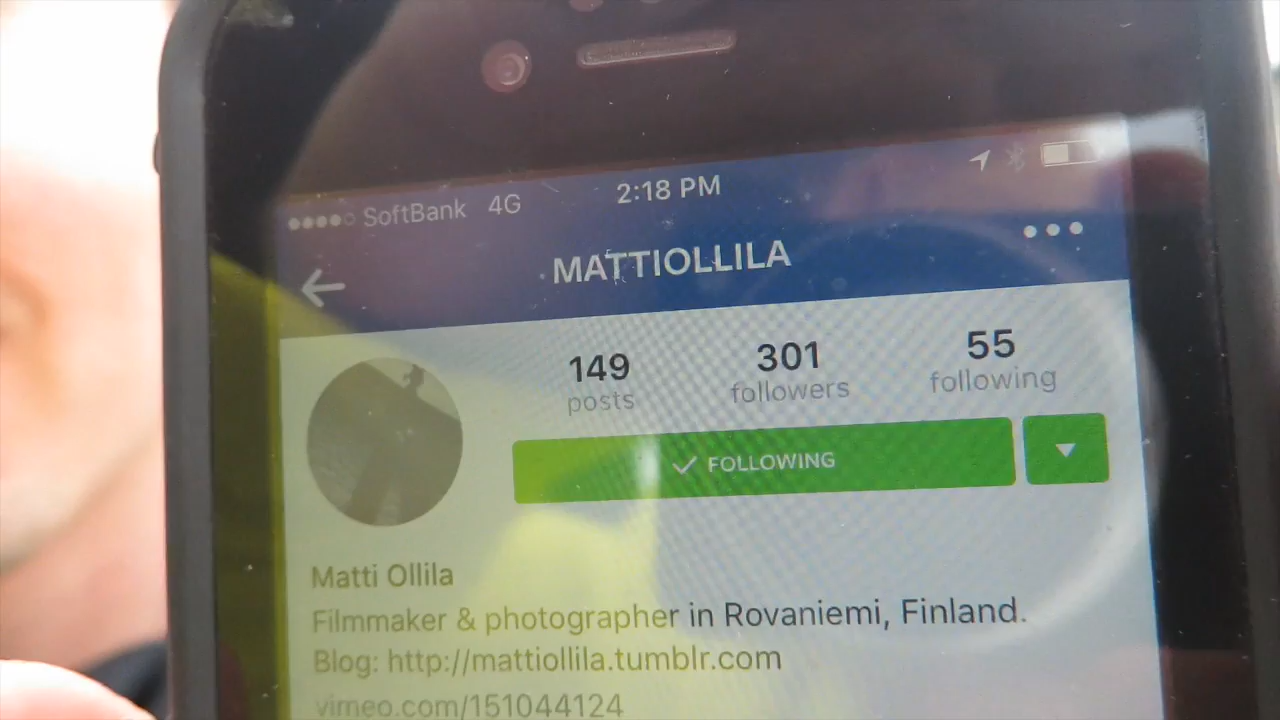 SoftBank 4G 2:18 PM
MATTIOLLILA
149 301 55
posts followers following
FOLLOWING
Matti Ollila
Filmmaker & photographer in Rovaniemi, Finland.
Blog: http://mattiollila.tumblr.com
vimeo.com/151044124